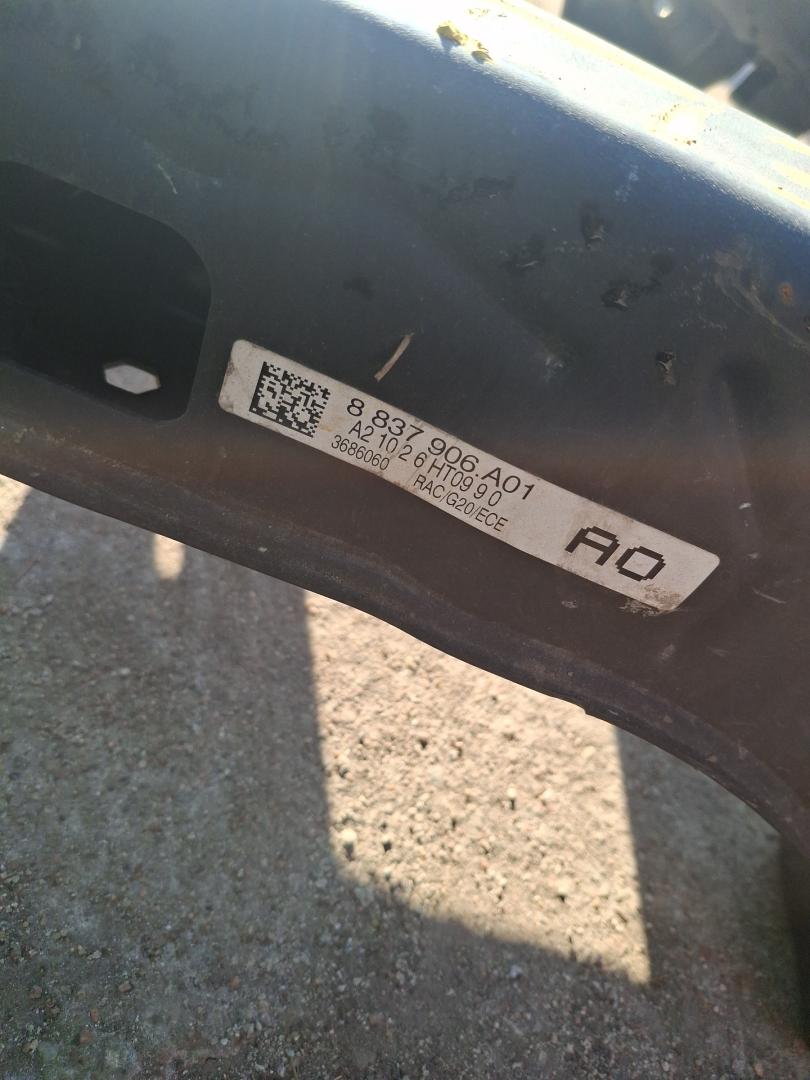 8 837 906.A01
A2 10 2 6 HT09 9 0
3686060 RAC/G20/ECE
A0